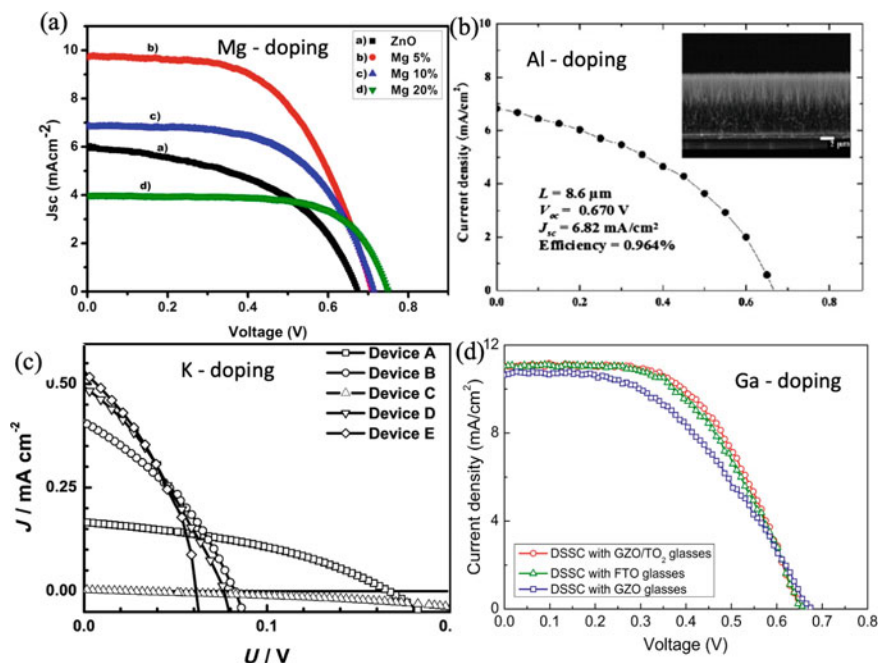 (a)
Mg - doping
a) ZnO
b) Mg 5%
c) Mg 10%
d) Mg 20%
b)
c)
a)
d)
Jsc (mAcm-2)
10
8
6
4
2
0
0.0 0.2 0.4 0.6 0.8
Voltage (V)
(b)
Al - doping
Current density (mA/cm2)
10
8
6
4
2
0
L = 8.6 µm
Voc = 0.670 V
Jsc = 6.82 mA/cm2
Efficiency = 0.964%
0.0 0.2 0.4 0.6 0.8
Voltage (V)
(c)
K - doping
Device A
Device B
Device C
Device D
Device E
J / mA cm-2
0.50
0.25
0.00
0.0 0.1 0.
U / V
(d)
Ga - doping
Current density (mA/cm2)
12
8
4
0
DSSC with GZO/TO2 glasses
DSSC with FTO glasses
DSSC with GZO glasses
0.0 0.1 0.2 0.3 0.4 0.5 0.6 0.7 0.8
Voltage (V)